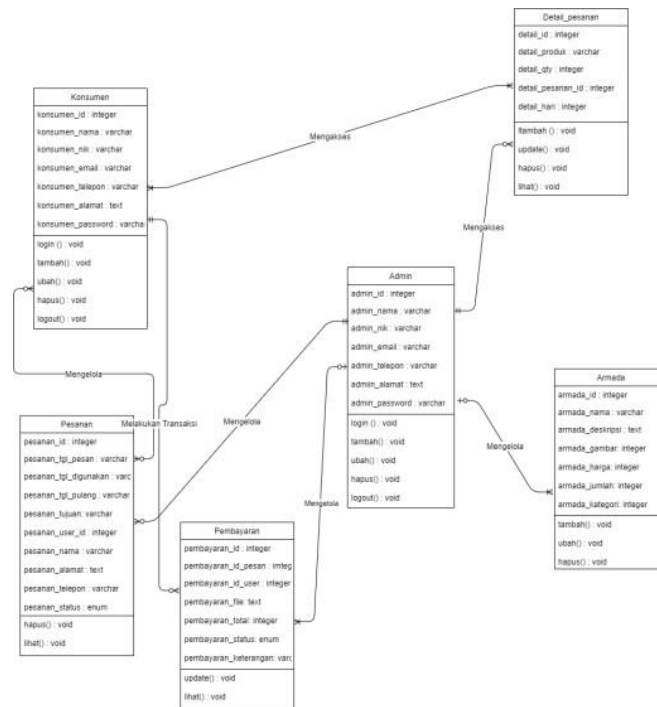 Detail_pesanan
detail_id : integer
detail_produk : varchar
detail_qty : integer
detail_pesanan_id : integer
detail_hari : integer
ltambah () : void
update() : void
hapus() : void
lihat() : void
Konsumen
konsumen_id : integer
konsumen_nama : varchar
konsumen_nik : varchar
konsumen_email : varchar
konsumen_telepon : varchar
konsumen_alamat : text
konsumen_password : varchar
login () : void
tambah() : void
ubah() : void
hapus() : void
logout() : void
Mengakses
Mengakses
Admin
admin_id : integer
admin_nama : varchar
admin_nik : varchar
admin_email : varchar
admin_telepon : varchar
admin_alamat : text
admin_password : varchar
login () : void
tambah() : void
ubah() : void
hapus() : void
logout() : void
Mengelola
Melakukan Transaksi
Mengelola
Mengelola
Mengelola
Armada
armada_id : integer
armada_nama : varchar
armada_deskripsi : text
armada_gambar: integer
armada_harga: integer
armada_jumlah: integer
armada_kategori: integer
tambah() : void
ubah() : void
hapus() : void
Pesanan
pesanan_id : integer
pesanan_tgl_pesan : varchar
pesanan_tgl_digunakan : varc
pesanan_tgl_pulang : varchar
pesanan_tujuan: varchar
pesanan_user_id : integer
pesanan_nama : varchar
pesanan_alamat : text
pesanan_telepon : varchar
pesanan_status : enum
hapus() : void
lihat() : void
Pembayaran
pembayaran_id : integer
pembayaran_id_pesan : integ
pembayaran_id_user : integer
pembayaran_file: text
pembayaran_total: integer
pembayaran_status: enum
pembayaran_keterangan: varc
update() : void
lihat() : void